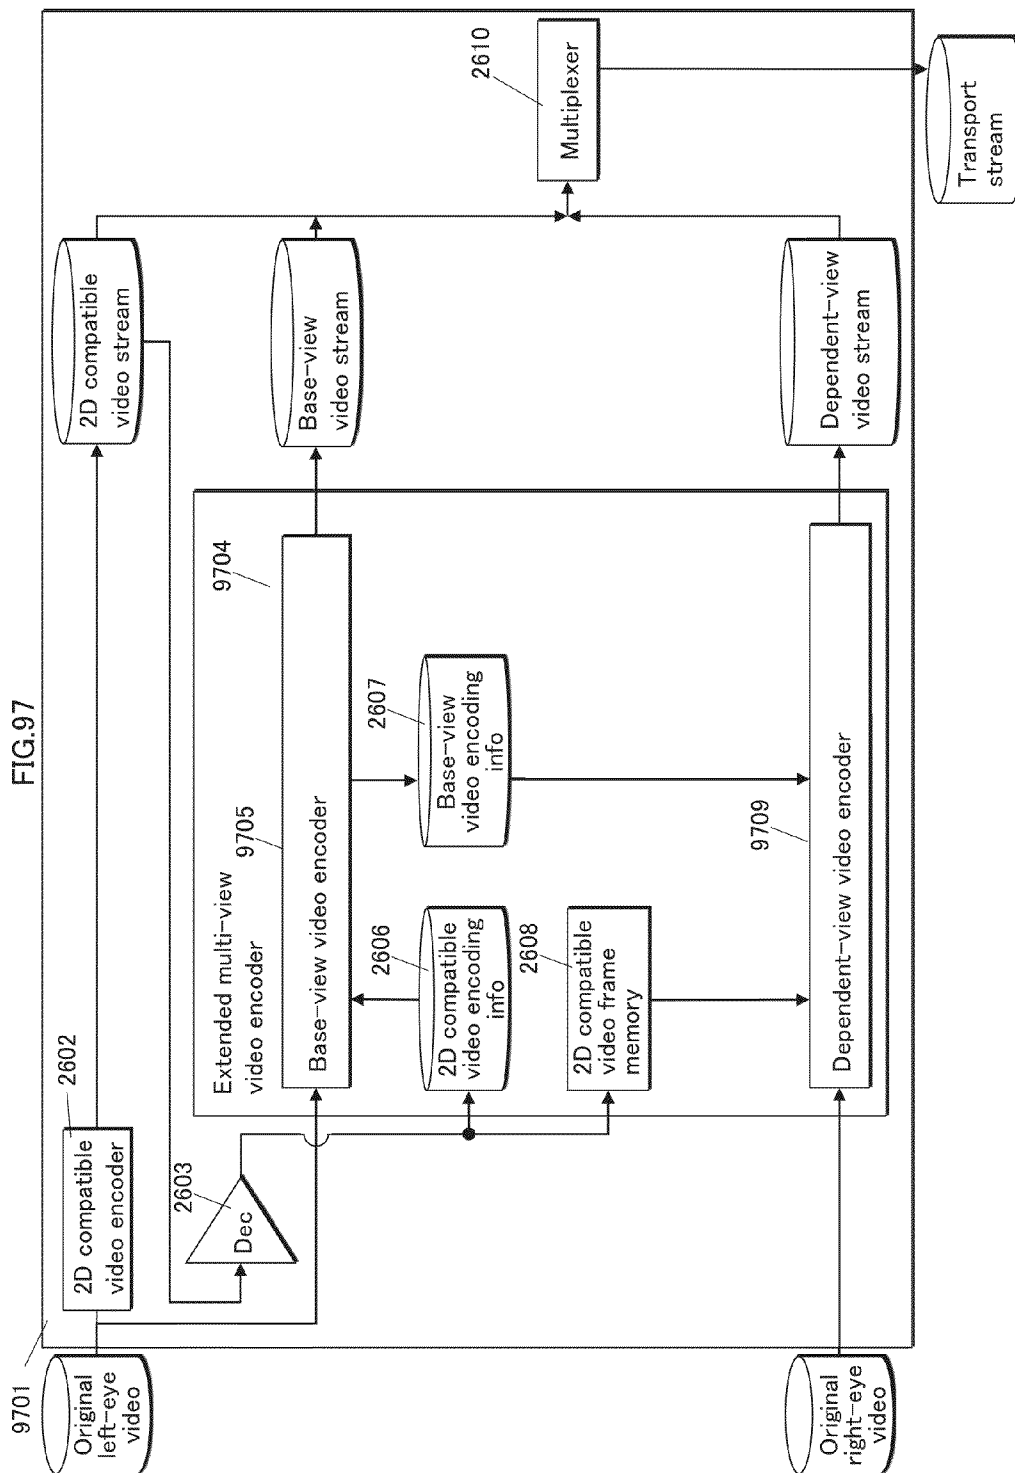 FIG.97
9701
Original
left-eye
video
2602
2D compatible
video encoder
2D compatible
video stream
2603
Dec
Extended multi-view
video encoder
9704
9705
Base-view video encoder
Base-view
video stream
2606
2D compatible
video encoding
info
2607
Base-view
video encoding
info
2608
2D compatible
video frame
memory
2610
Multiplexer
9709
Dependent-view video encoder
Dependent-view
video stream
Original
right-eye
video
Transport
stream